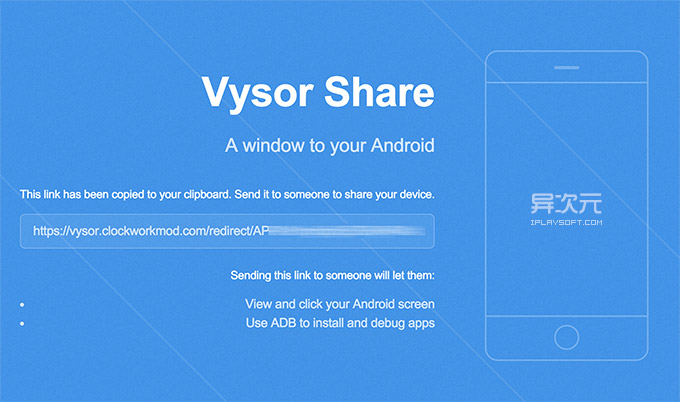 Vysor Share
A window to your Android
This link has been copied to your clipboard. Send it to someone to share your device.
https://vysor.clockworkmod.com/redirect/AP
Sending this link to someone will let them:
• View and click your Android screen
• Use ADB to install and debug apps
异次元
IPLAYSOFT.COM